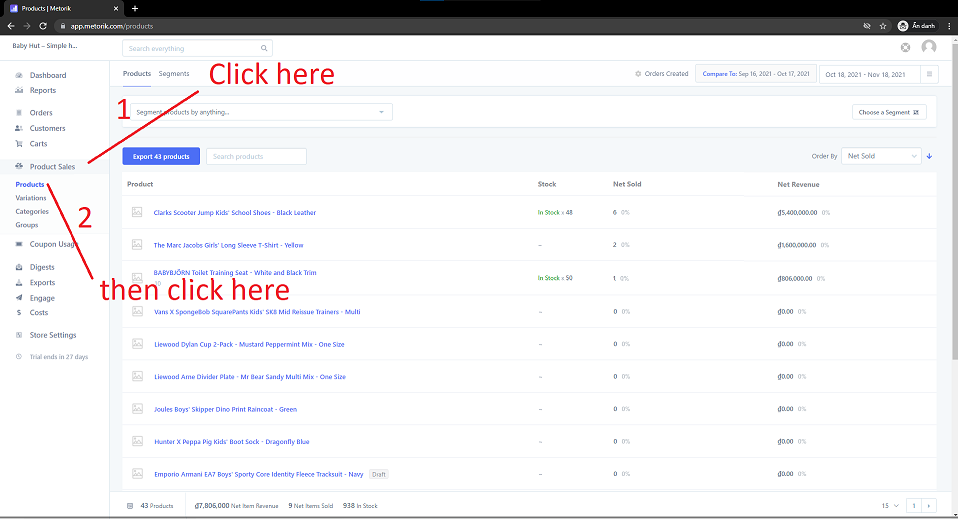 Products | Metorik
app.metorik.com/products
Ẩn danh
Baby Hut – Simple h...
Search everything
Dashboard
Reports
Orders
Customers
Carts
Product Sales
Products
Variations
Categories
Groups
Coupon Usage
Digests
Exports
Engage
Costs
Store Settings
Trial ends in 27 days
Products Segments
Click here
Orders Created
Compare To: Sep 16, 2021 - Oct 17, 2021
Oct 18, 2021 - Nov 18, 2021
1
Segment products by anything...
Choose a Segment
Export 43 products
Search products
Order By Net Sold
2
then click here
Product Stock Net Sold Net Revenue
Clarks Scooter Jump Kids' School Shoes - Black Leather In Stock x 48 6 0% ₫5,400,000.00 0%
The Marc Jacobs Girls' Long Sleeve T-Shirt - Yellow – 2 0% ₫1,600,000.00 0%
BABYBJÖRN Toilet Training Seat - White and Black Trim In Stock x 50 1 0% ₫806,000.00 0%
Vans X SpongeBob SquarePants Kids' SK8 Mid Reissue Trainers - Multi – 0 0% ₫0.00 0%
Liewood Dylan Cup 2-Pack - Mustard Peppermint Mix - One Size – 0 0% ₫0.00 0%
Liewood Arne Divider Plate - Mr Bear Sandy Multi Mix - One Size – 0 0% ₫0.00 0%
Joules Boys' Skipper Dino Print Raincoat - Green – 0 0% ₫0.00 0%
Hunter X Peppa Pig Kids' Boot Sock - Dragonfly Blue – 0 0% ₫0.00 0%
Emporio Armani EA7 Boys' Sporty Core Identity Fleece Tracksuit - Navy Draft – 0 0% ₫0.00 0%
43 Products ₫7,806,000 Net Item Revenue 9 Net Items Sold 938 In Stock 15 1